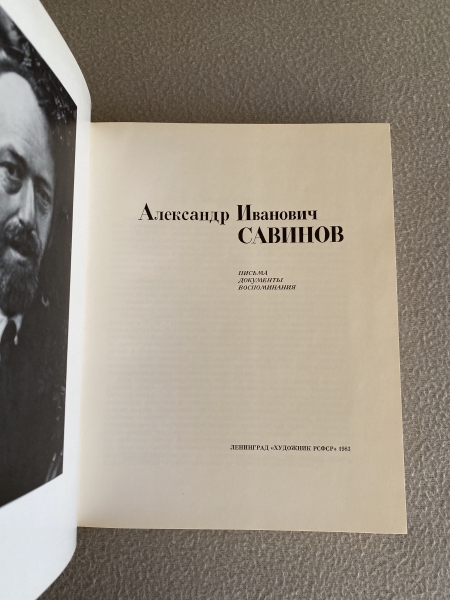 Александр Иванович
САВИНОВ
ПИСЬМА
ДОКУМЕНТЫ
ВОСПОМИНАНИЯ
ЛЕНИНГРАД «ХУДОЖНИК РСФСР» 1983